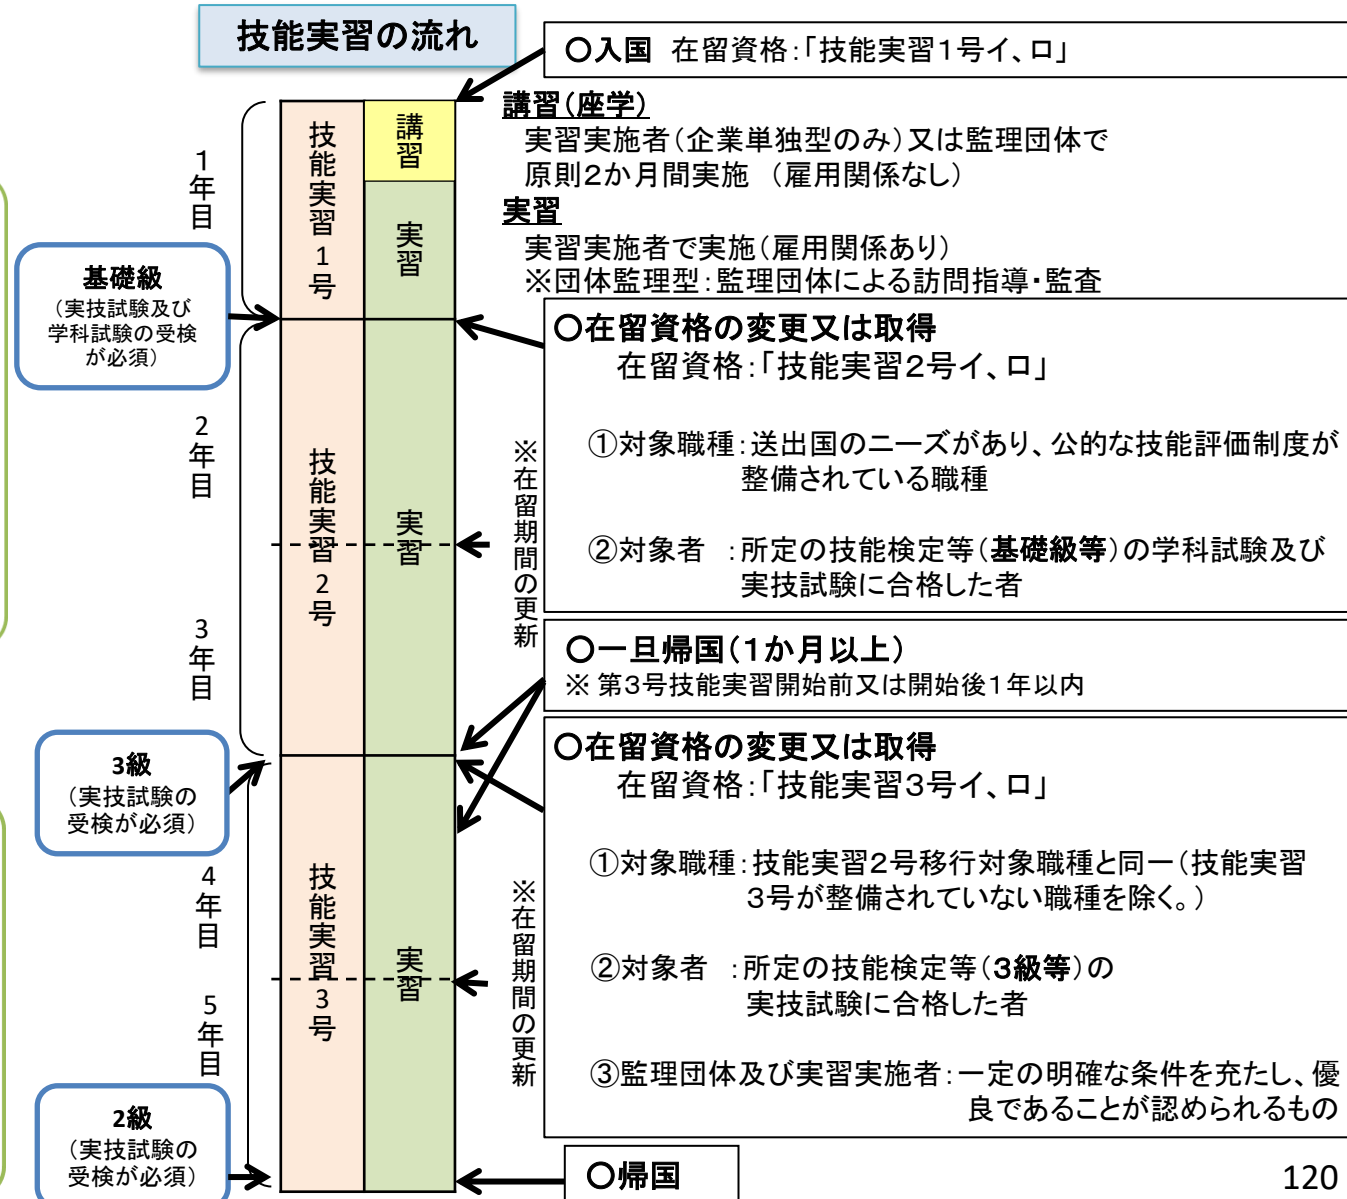 技能実習の流れ
○入国　在留資格：「技能実習１号イ、ロ」
講習（座学）
実習実施者（企業単独型のみ）又は監理団体で
原則２か月間実施　（雇用関係なし）
実習
実習実施者で実施（雇用関係あり）
※団体監理型：監理団体による訪問指導・監査
1年目
技能実習1号
講習
実習
基礎級
（実技試験及び
学科試験の受検
が必須）
○在留資格の変更又は取得
在留資格：「技能実習２号イ、ロ」
①対象職種：送出国のニーズがあり、公的な技能評価制度が
整備されている職種
②対象者　：所定の技能検定等（基礎級等）の学科試験及び
実技試験に合格した者
2年目
3年目
技能実習2号
実習
※在留期間の更新
○一旦帰国（１か月以上）
※ 第３号技能実習開始前又は開始後１年以内
3級
（実技試験の
受検が必須）
○在留資格の変更又は取得
在留資格：「技能実習３号イ、ロ」
①対象職種：技能実習２号移行対象職種と同一（技能実習
３号が整備されていない職種を除く。）
②対象者　：所定の技能検定等（３級等）の
実技試験に合格した者
③監理団体及び実習実施者：一定の明確な条件を充たし、優
良であることが認められるもの
4年目
5年目
技能実習3号
実習
※在留期間の更新
2級
（実技試験の
受検が必須）
○帰国
120